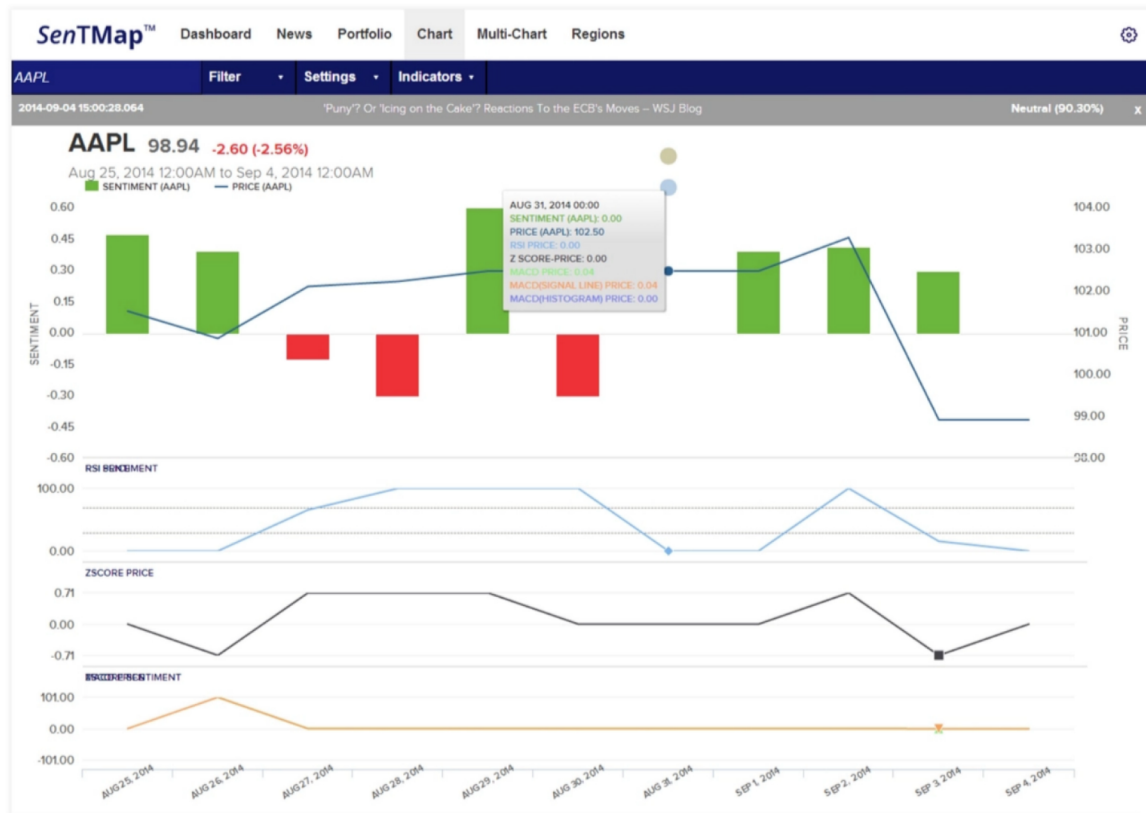 SenTMap™ Dashboard News Portfolio Chart Multi-Chart Regions
AAPL Filter Settings Indicators
2014-09-04 15:00:28.064 'Puny'? Or 'Icing on the Cake'? Reactions To the ECB's Moves -- WSJ Blog Neutral (90.30%) x
AAPL 98.94 -2.60 (-2.56%)
Aug 25, 2014 12:00AM to Sep 4, 2014 12:00AM
SENTIMENT (AAPL) PRICE (AAPL)
AUG 31, 2014 00:00
SENTIMENT (AAPL): 0.00
PRICE (AAPL): 102.50
RSI PRICE: 0.00
Z SCORE-PRICE: 0.00
MACD PRICE: 0.04
MACD(SIGNAL LINE) PRICE: 0.04
MACD(HISTOGRAM) PRICE: 0.00
SENTIMENT
0.60
0.45
0.30
0.15
0.00
-0.15
-0.30
-0.45
-0.60
104.00
103.00
102.00
101.00
100.00
99.00
98.00
PRICE
RSI SENTIMENT
100.00
0.00
ZSCORE PRICE
0.71
0.00
-0.71
SENTIMENT
101.00
0.00
-101.00
AUG 25, 2014 AUG 26, 2014 AUG 27, 2014 AUG 28, 2014 AUG 29, 2014 AUG 30, 2014 AUG 31, 2014 SEP 1, 2014 SEP 2, 2014 SEP 3, 2014 SEP 4, 2014